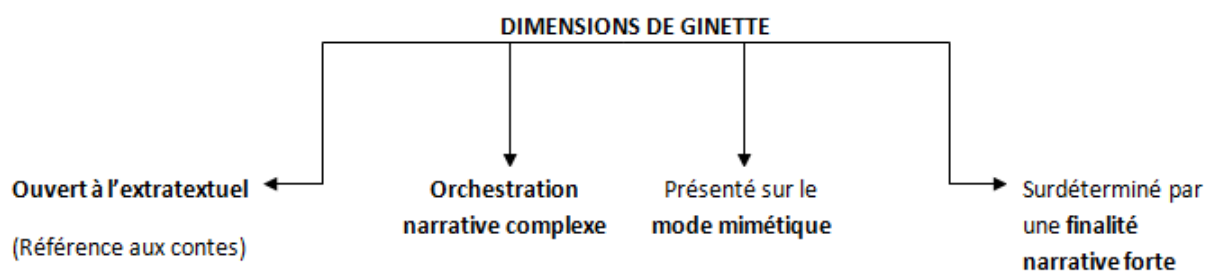 DIMENSIONS DE GINETTE
Ouvert à l'extratextuel
(Référence aux contes)
Orchestration
narrative complexe
Présenté sur le
mode mimétique
Surdéterminé par
une finalité
narrative forte